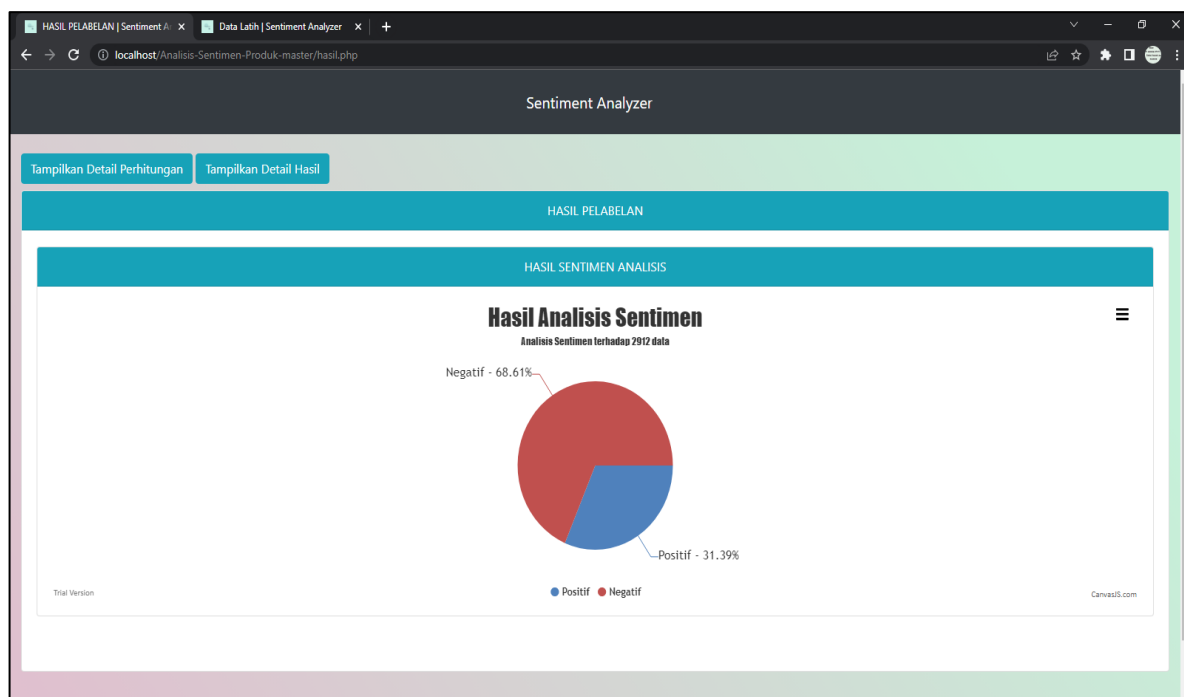 HASIL PELABELAN | Sentiment A
Data Latih | Sentiment Analyzer
localhost/Analisis-Sentimen-Produk-master/hasil.php
Sentiment Analyzer
Tampilkan Detail Perhitungan
Tampilkan Detail Hasil
HASIL PELABELAN
HASIL SENTIMEN ANALISIS
Hasil Analisis Sentimen
Analisis Sentimen terhadap 2912 data
Negatif - 68.61%
Positif - 31.39%
Positif
Negatif
Trial Version
CanvasJS.com